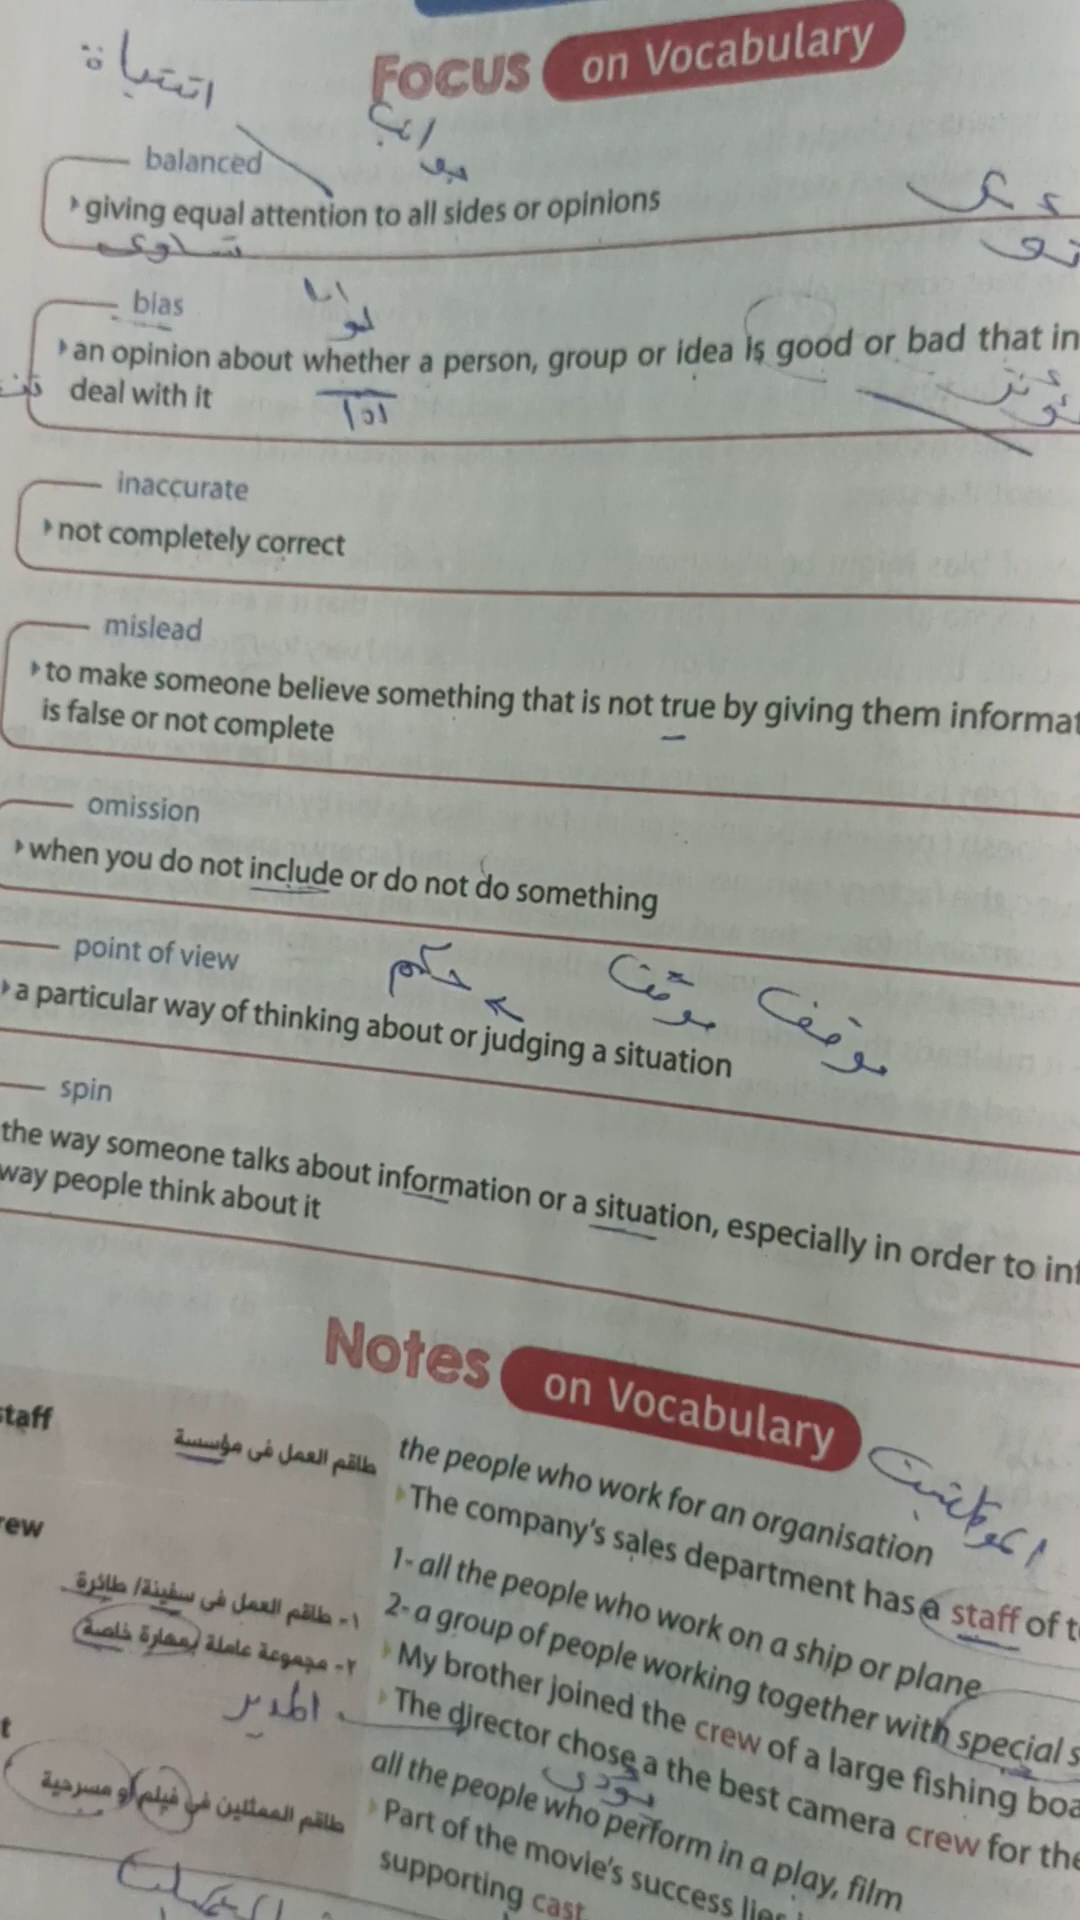 Focus on Vocabulary
balanced
giving equal attention to all sides or opinions
bias
an opinion about whether a person, group or idea is good or bad that in
deal with it
inaccurate
not completely correct
mislead
to make someone believe something that is not true by giving them informat
is false or not complete
omission
when you do not include or do not do something
point of view
حكم
موقف
a particular way of thinking about or judging a situation
spin
the way someone talks about information or a situation, especially in order to inf
way people think about it
Notes on Vocabulary
staff
طاقم العمل فى مؤسسة
the people who work for an organisation
The company's sales department has a staff of t
rew
1- all the people who work on a ship or plane
١- طاقم العمل فى سفينة/ طائرة
2- a group of people working together with special s
٢- مجموعة عاملة بمهارة خاصة
My brother joined the crew of a large fishing boa
المدير
The director chose a the best camera crew for the
t
all the people who perform in a play, film
طاقم الممثلين في فيلم أو مسرحية
Part of the movie's success lies
supporting cast